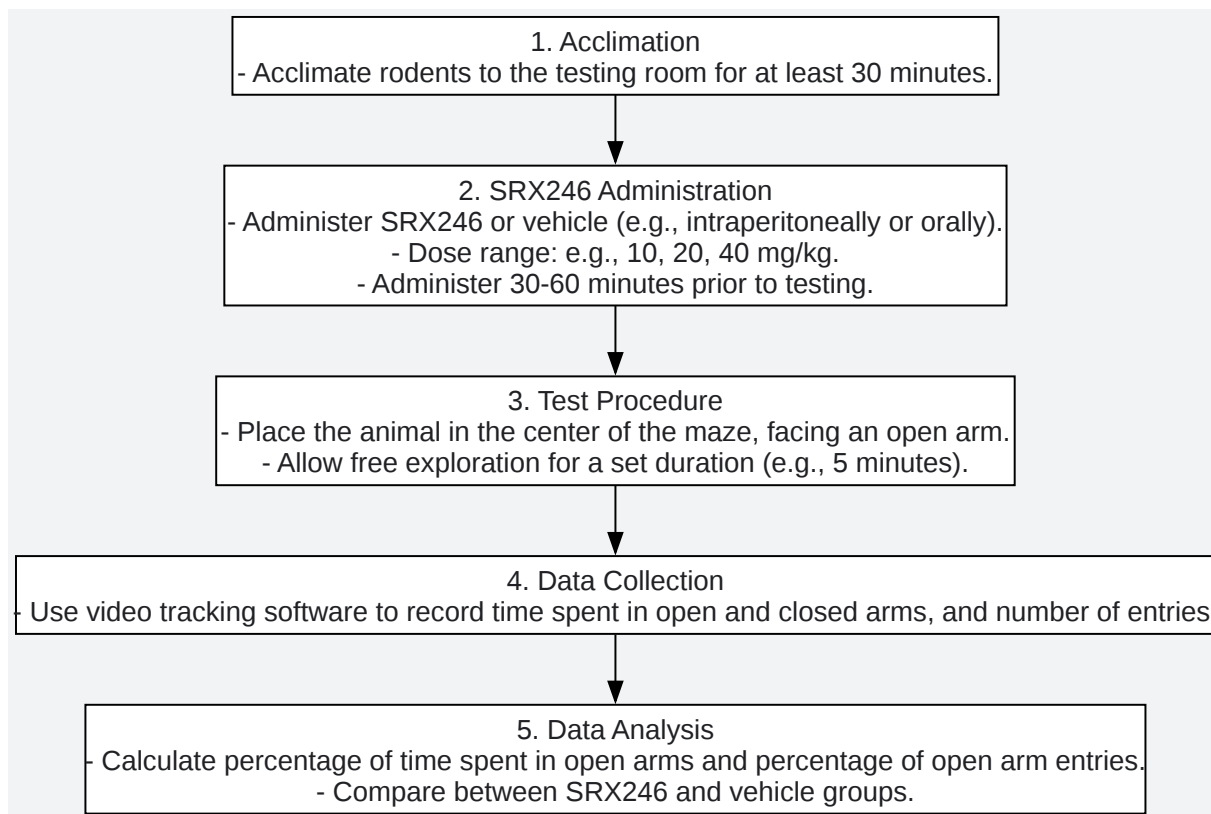 1. Acclimation
- Acclimate rodents to the testing room for at least 30 minutes.
2. SRX246 Administration
- Administer SRX246 or vehicle (e.g., intraperitoneally or orally).
- Dose range: e.g., 10, 20, 40 mg/kg.
- Administer 30-60 minutes prior to testing.
3. Test Procedure
- Place the animal in the center of the maze, facing an open arm.
- Allow free exploration for a set duration (e.g., 5 minutes).
4. Data Collection
- Use video tracking software to record time spent in open and closed arms, and number of entries
5. Data Analysis
- Calculate percentage of time spent in open arms and percentage of open arm entries.
- Compare between SRX246 and vehicle groups.